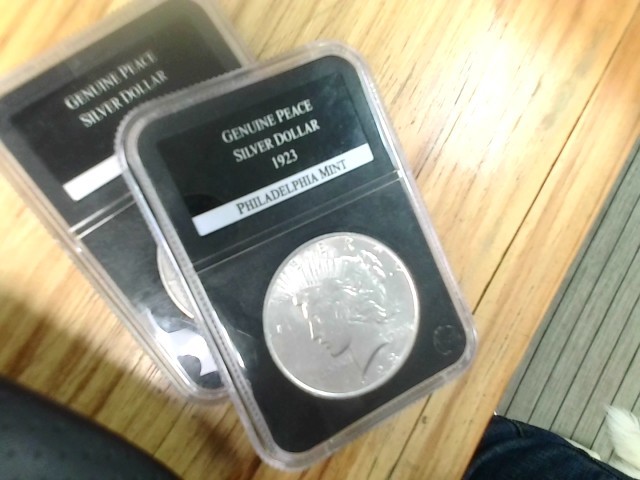 GENUINE PEACE
SILVER DOLLAR
GENUINE PEACE
SILVER DOLLAR
1923
PHILADELPHIA MINT